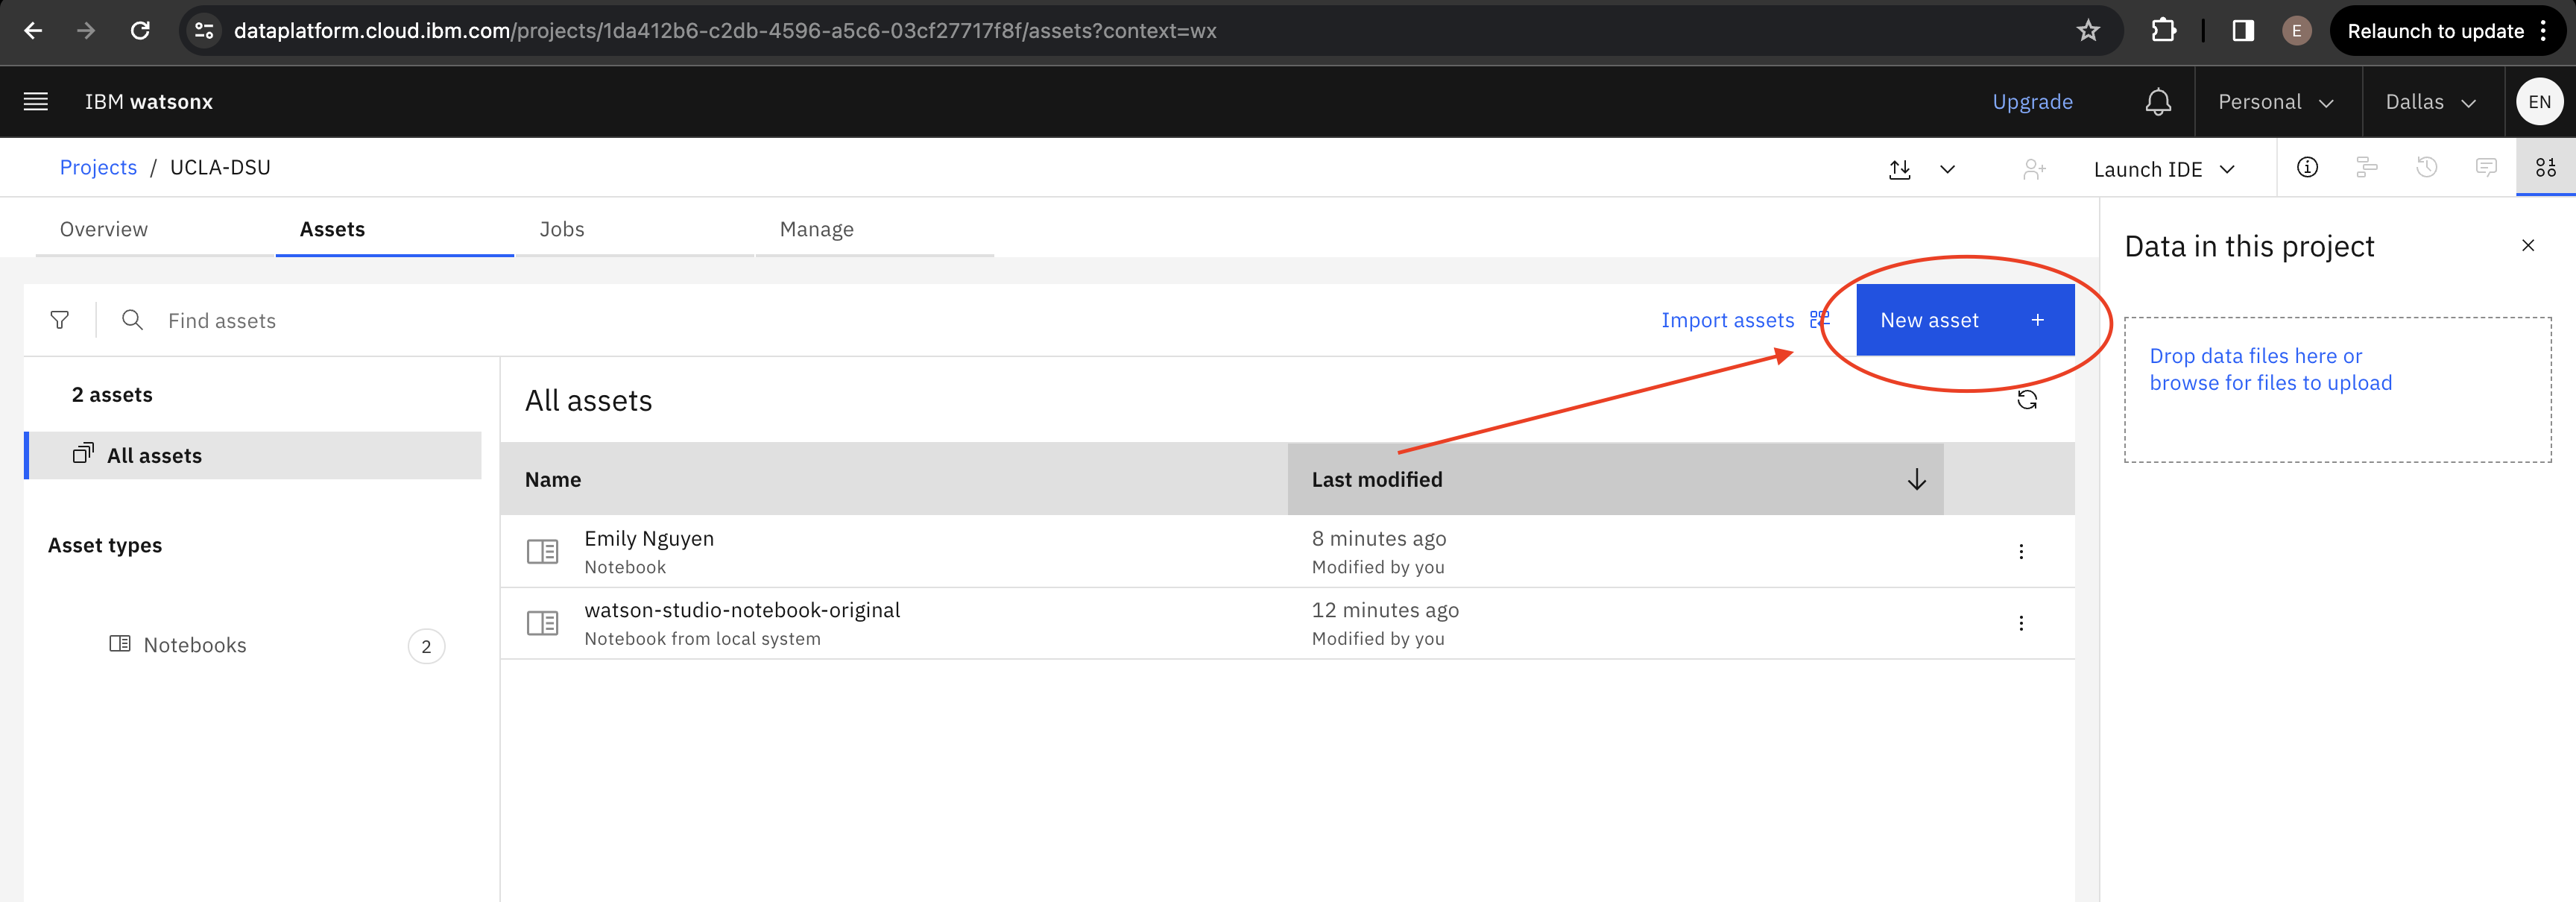 dataplatform.cloud.ibm.com/projects/1da412b6-c2db-4596-a5c6-03cf27717f8f/assets?context=wx
E
Relaunch to update
IBM watsonx
Upgrade
Personal
Dallas
EN
Projects / UCLA-DSU
Launch IDE
Overview
Assets
Jobs
Manage
Data in this project
Find assets
Import assets
New asset +
Drop data files here or
browse for files to upload
2 assets
All assets
All assets
Name
Last modified
Emily Nguyen
8 minutes ago
Notebook
Modified by you
Asset types
watson-studio-notebook-original
12 minutes ago
Notebook from local system
Modified by you
Notebooks
2